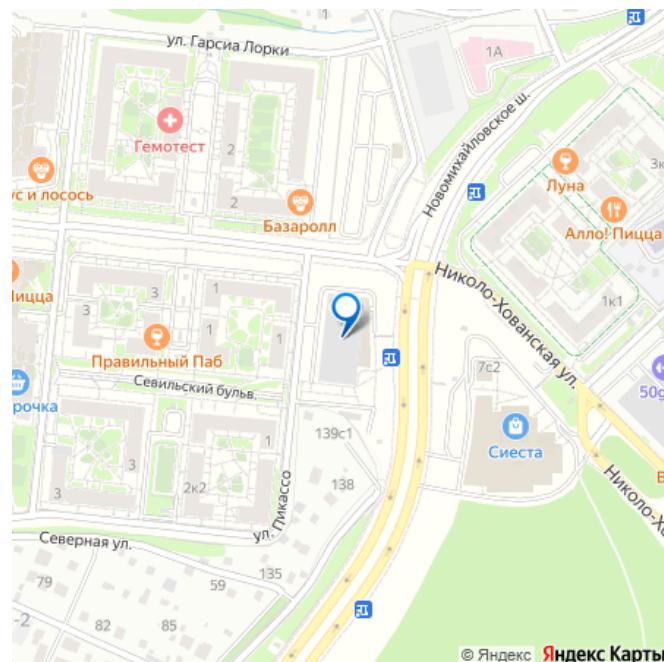 ул. Гарсиа Лорки
1А
Новомихайловское ш.
Гемотест
2
2
ус и лосось
Базаролл
Луна
3к
Алло! Пицца
Николо-Хованская ул.
1к1
Пицца
3
3
1
1
Правильный Паб
Севильский бульв.
рочка
7с2
50g
Сиеста
139с1
138
1
3
3
2к2
ул. Пикассо
Северная ул.
135
59
79
-2
82
85
Николо-Хо
В
© Яндекс Яндекс Карты